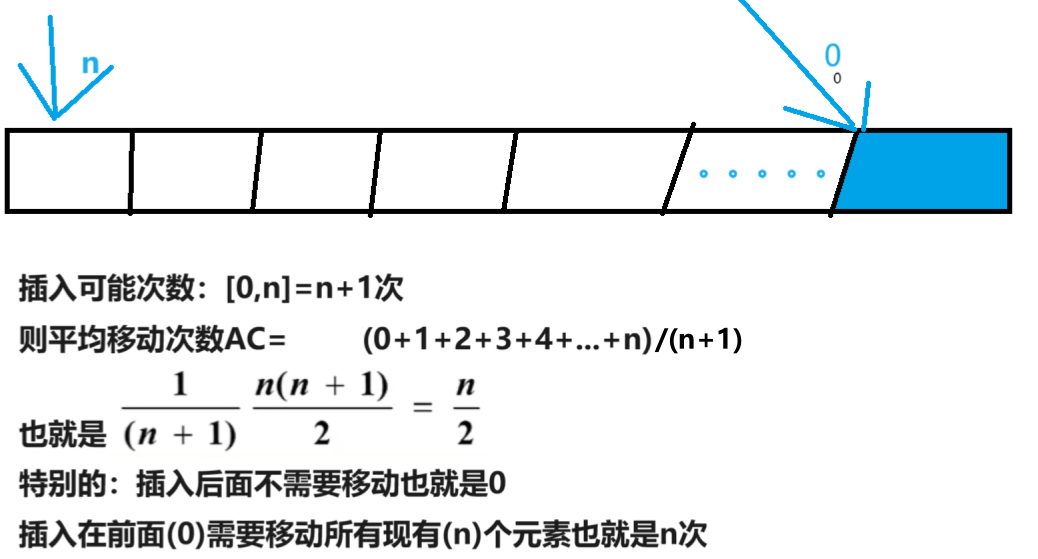 n
0
0
插入可能次数：[0,n]=n+1次
则平均移动次数AC= (0+1+2+3+4+...+n)/(n+1)
也就是 1/(n + 1) n(n + 1)/2 = n/2
特别的：插入后面不需要移动也就是0
插入在前面(0)需要移动所有现有(n)个元素也就是n次